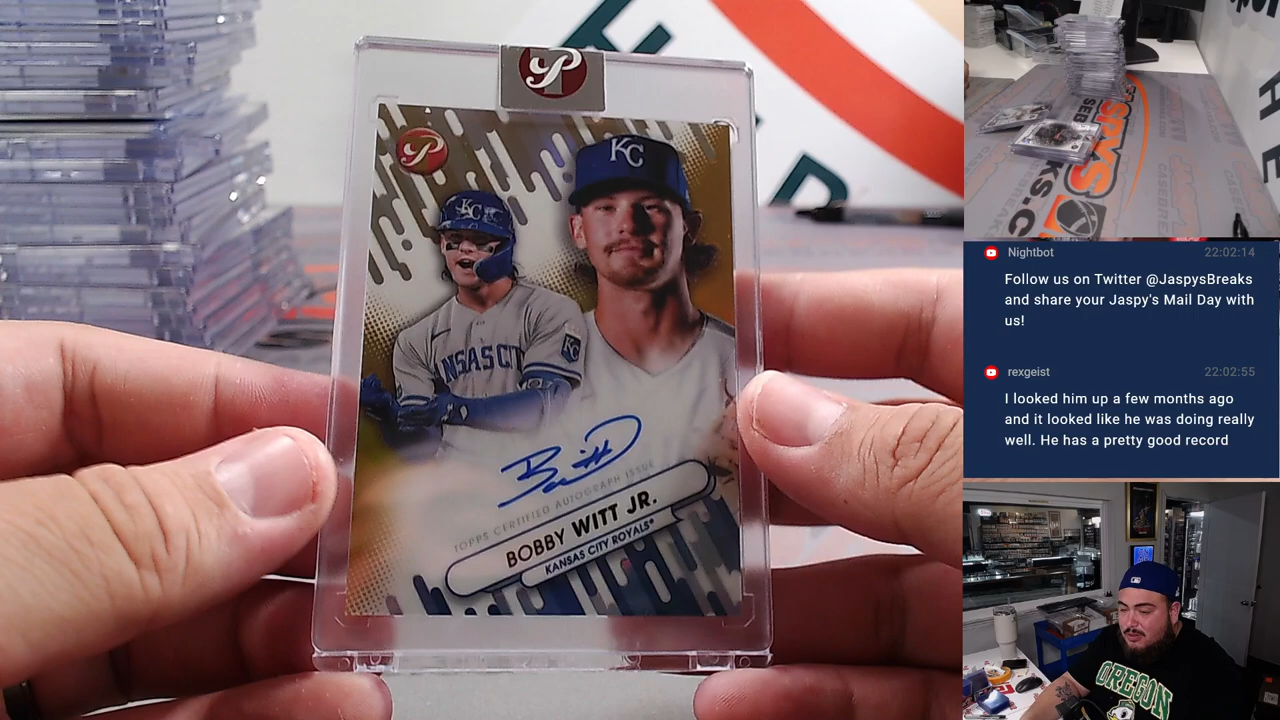 P
P
KC
KC
NSASCIT
KC
TOPPS CERTIFIED AUTOGRAPH ISSUE
BOBBY WITT JR.
KANSAS CITY ROYALS®
Nightbot 22:02:14
Follow us on Twitter @JaspysBreaks
and share your Jaspy's Mail Day with
us!
rexgeist 22:02:55
I looked him up a few months ago
and it looked like he was doing really
well. He has a pretty good record
OREGON